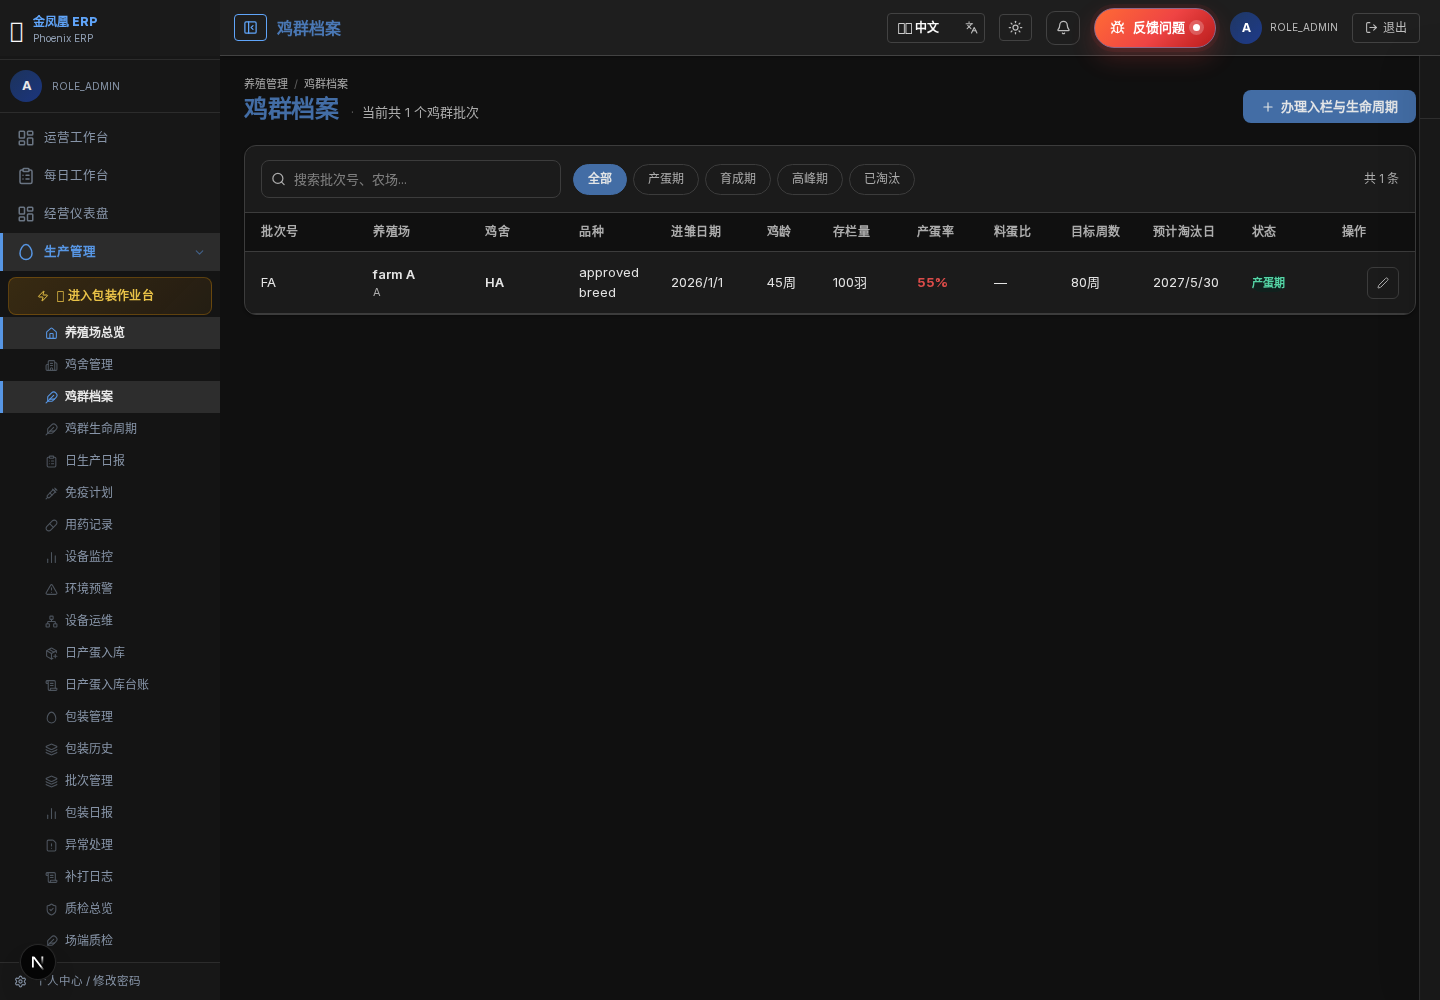 金凤凰 ERP
Phoenix ERP
A ROLE_ADMIN
运营工作台
每日工作台
经营仪表盘
生产管理
进入包装作业台
养殖场总览
鸡舍管理
鸡群档案
鸡群生命周期
日生产日报
免疫计划
用药记录
设备监控
环境预警
设备运维
日产蛋入库
日产蛋入库台账
包装管理
包装历史
批次管理
包装日报
异常处理
补打日志
质检总览
场端质检
N
人中心 / 修改密码
鸡群档案
中文
反馈问题
A ROLE_ADMIN
退出
养殖管理 / 鸡群档案
鸡群档案 · 当前共 1 个鸡群批次
办理入栏与生命周期
搜索批次号、农场...
全部 产蛋期 育成期 高峰期 已淘汰
共 1 条
批次号 养殖场 鸡舍 品种 进雏日期 鸡龄 存栏量 产蛋率 料蛋比 目标周数 预计淘汰日 状态 操作
FA farm A HA approved 2026/1/1 45周 100羽 55% — 80周 2027/5/30 产蛋期
A breed